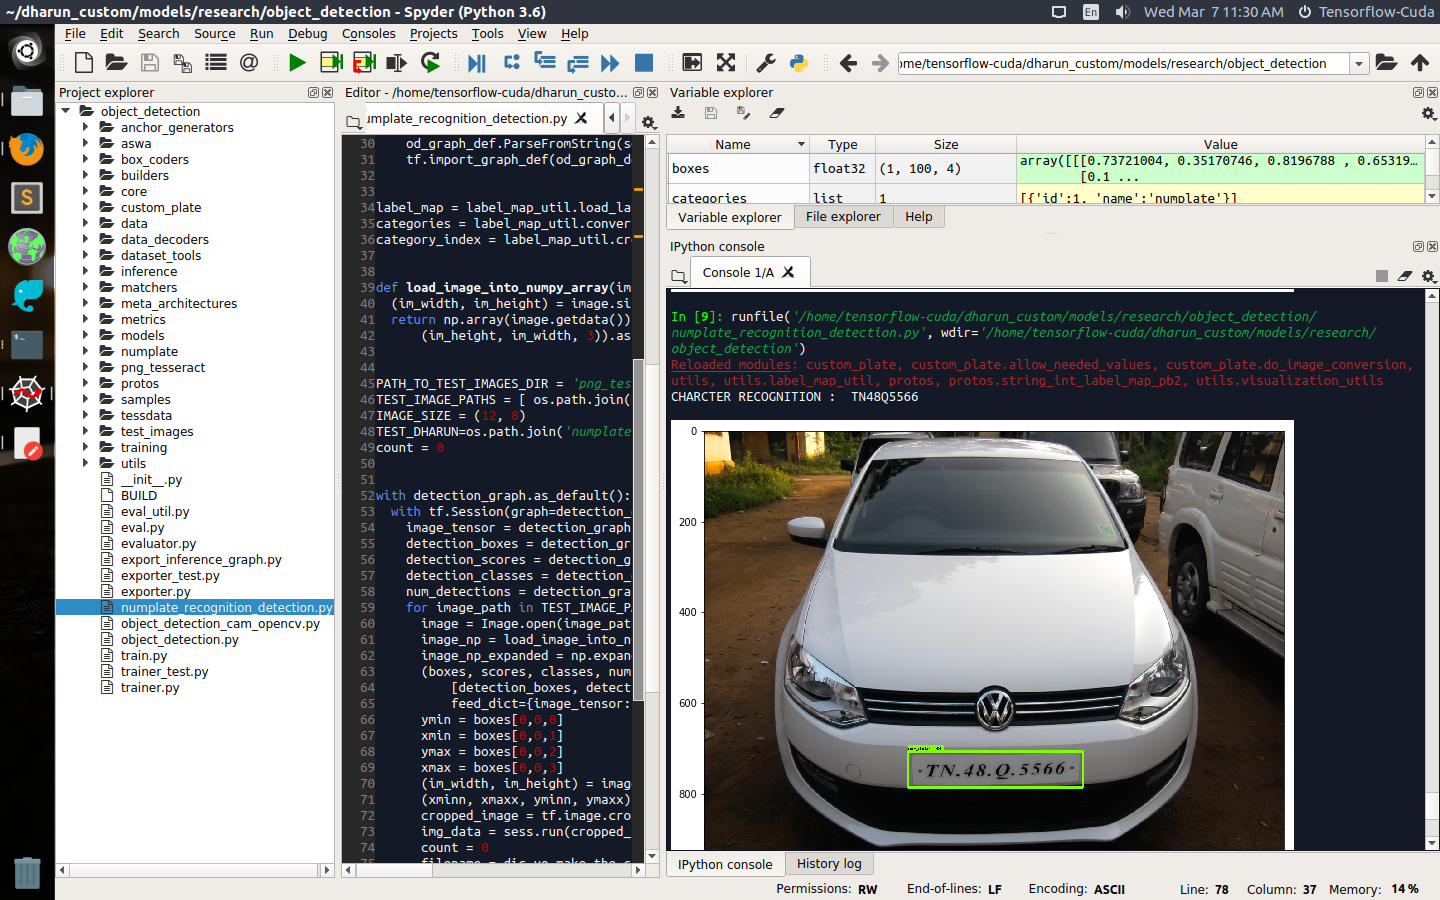 ~/dharun_custom/models/research/object_detection - Spyder (Python 3.6)
En
Wed Mar 7 11:30 AM
Tensorflow-Cuda
File Edit Search Source Run Debug Consoles Projects Tools View Help
ome/tensorflow-cuda/dharun_custom/models/research/object_detection
Project explorer
object_detection
anchor_generators
aswa
box_coders
builders
core
custom_plate
data
data_decoders
dataset_tools
inference
matchers
meta_architectures
metrics
models
numplate
png_tesseract
protos
samples
tessdata
test_images
training
utils
__init__.py
BUILD
eval_util.py
eval.py
evaluator.py
export_inference_graph.py
exporter_test.py
exporter.py
numplate_recognition_detection.py
object_detection_cam_opencv.py
object_detection.py
train.py
trainer_test.py
trainer.py
Editor - /home/tensorflow-cuda/dharun_custo...
umplate_recognition_detection.py
30 od_graph_def.ParseFromString(s
31 tf.import_graph_def(od_graph_d
32
33
34 label_map = label_map_util.load_la
35 categories = label_map_util.conver
36 category_index = label_map_util.cr
37
38
39 def load_image_into_numpy_array(im
40 (im_width, im_height) = image.si
41 return np.array(image.getdata())
42 (im_height, im_width, 3)).as
43
44
45 PATH_TO_TEST_IMAGES_DIR = 'png_tes
46 TEST_IMAGE_PATHS = [ os.path.join(
47 IMAGE_SIZE = (12, 8)
48 TEST_DHARUN=os.path.join('numplate
49 count = 0
50
51
52 with detection_graph.as_default():
53 with tf.Session(graph=detection_
54 image_tensor = detection_graph
55 detection_boxes = detection_gr
56 detection_scores = detection_g
57 detection_classes = detection_
58 num_detections = detection_gra
59 for image_path in TEST_IMAGE_P
60 image = Image.open(image_pat
61 image_np = load_image_into_n
62 image_np_expanded = np.expan
63 (boxes, scores, classes, num
64 [detection_boxes, detect
65 feed_dict={image_tensor:
66 ymin = boxes[0,0,0]
67 xmin = boxes[0,0,1]
68 ymax = boxes[0,0,2]
69 xmax = boxes[0,0,3]
70 (im_width, im_height) = imag
71 (xminn, xmaxx, yminn, ymaxx)
72 cropped_image = tf.image.cro
73 img_data = sess.run(cropped_
74 count = 0
Variable explorer
Name Type Size Value
boxes float32 (1, 100, 4) array([[[0.73721004, 0.35170746, 0.8196788 , 0.65319...
[0.1 ...
categories list 1 [{'id':1, 'name':'numplate'}]
Variable explorer File explorer Help
IPython console
Console 1/A
In [9]: runfile('/home/tensorflow-cuda/dharun_custom/models/research/object_detection/
numplate_recognition_detection.py', wdir='/home/tensorflow-cuda/dharun_custom/models/research/
object_detection')
Reloaded modules: custom_plate, custom_plate.allow_needed_values, custom_plate.do_image_conversion,
utils, utils.label_map_util, protos, protos.string_int_label_map_pb2, utils.visualization_utils
CHARCTER RECOGNITION : TN48Q5566
0
200
400
600
800
TN.48.Q.5566
IPython console History log
Permissions: RW End-of-lines: LF Encoding: ASCII Line: 78 Column: 37 Memory: 14 %